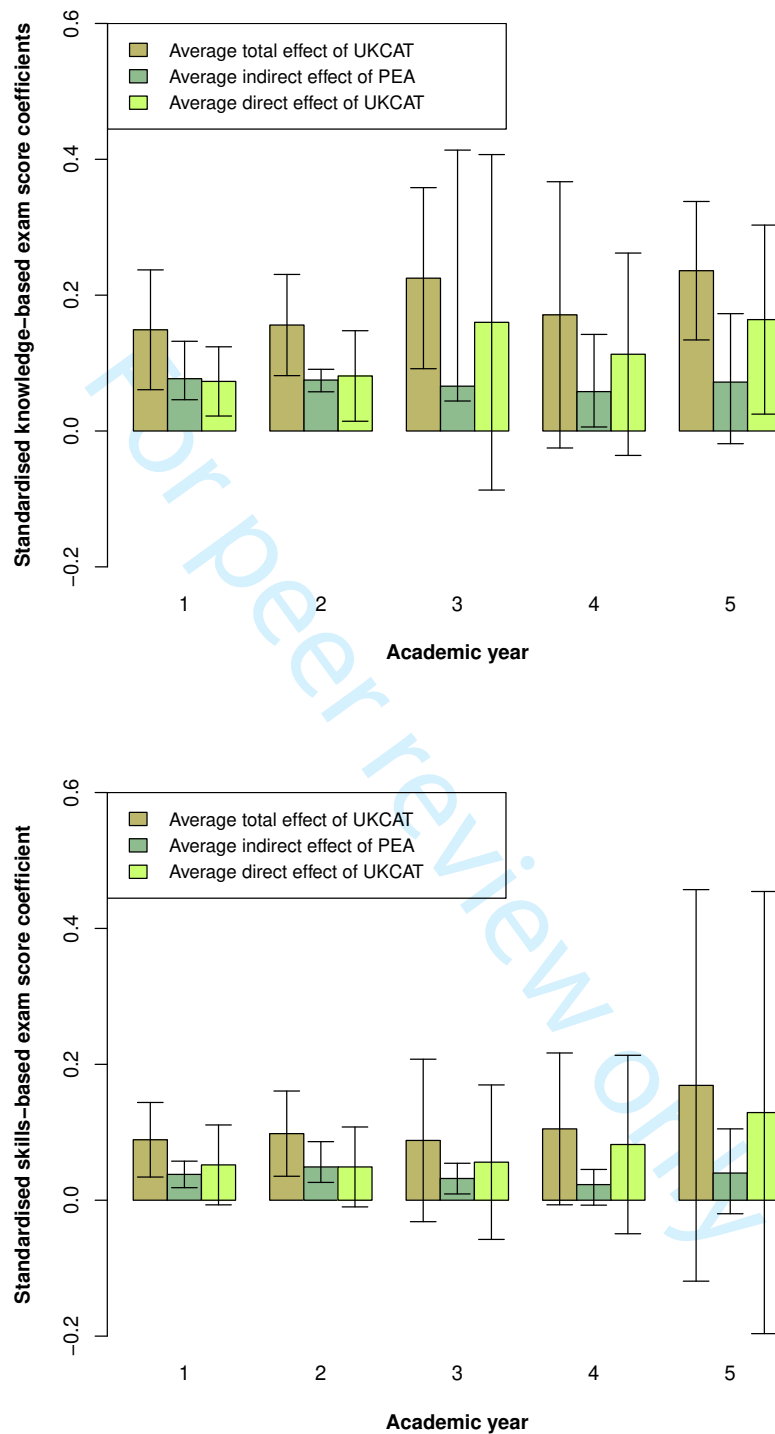 Standardised knowledge−based exam score coefficients
0.6
0.4
0.2
0.0
−0.2
Average total effect of UKCAT
Average indirect effect of PEA
Average direct effect of UKCAT
1 2 3 4 5
Academic year
For peer review only
Standardised skills−based exam score coefficient
0.6
0.4
0.2
0.0
−0.2
Average total effect of UKCAT
Average indirect effect of PEA
Average direct effect of UKCAT
1 2 3 4 5
Academic year